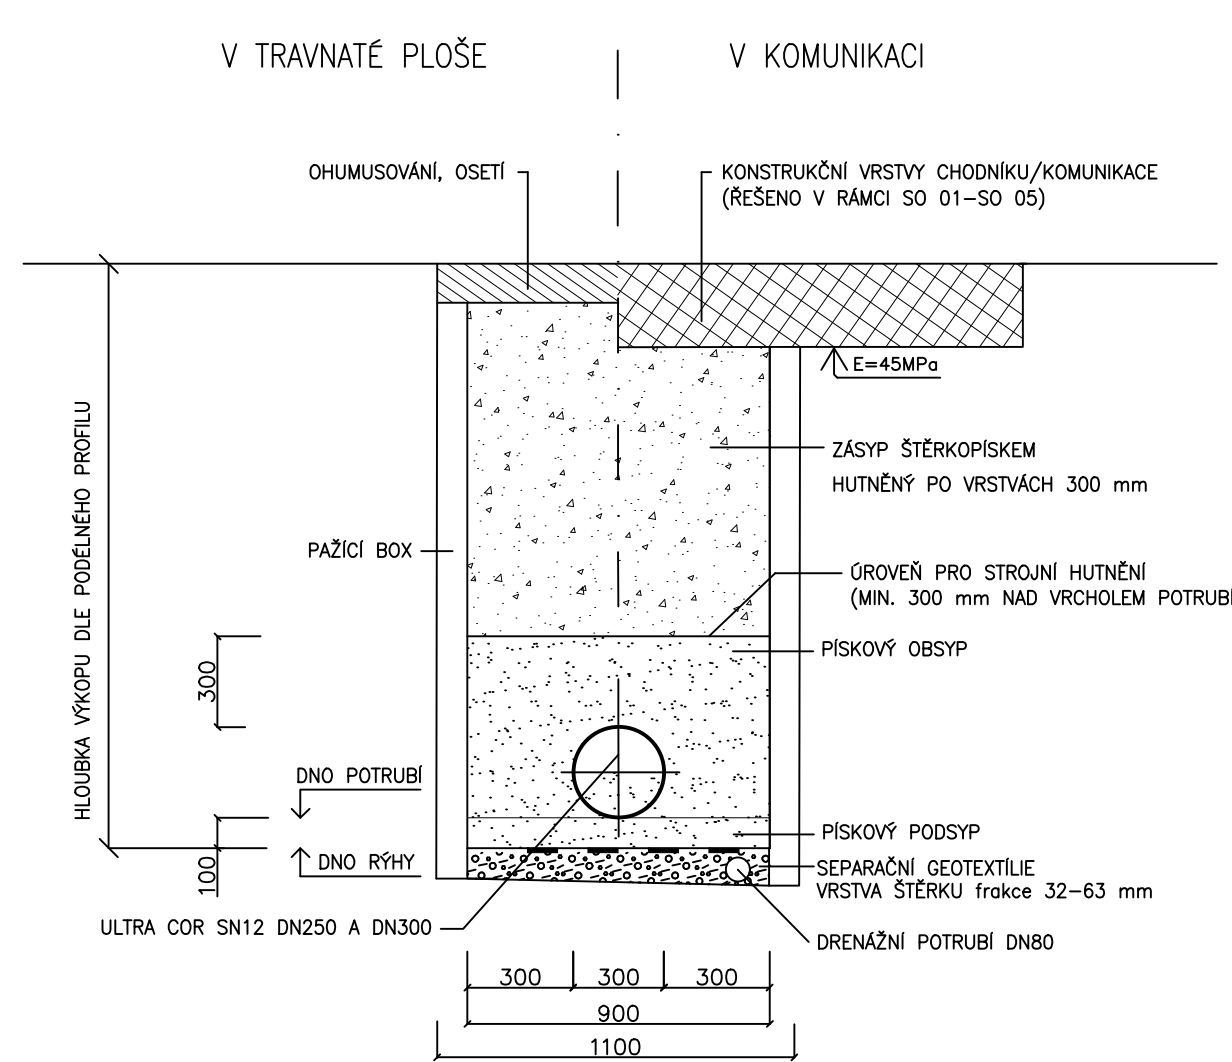 V TRAVNATÉ PLOŠE
V KOMUNIKACI
OHUMUSOVÁNÍ, OSETÍ
KONSTRUKČNÍ VRSTVY CHODNÍKU/KOMUNIKACE
(ŘEŠENO V RÁMCI SO 01-SO 05)
E=45MPa
HLOUBKA VÝKOPU DLE PODÉLNÉHO PROFILU
ZÁSYP ŠTĚRKOPÍSKEM
HUTNĚNÝ PO VRSTVÁCH 300 mm
PAŽÍCÍ BOX
ÚROVEŇ PRO STROJNÍ HUTNĚNÍ
(MIN. 300 mm NAD VRCHOLEM POTRUBÍ
PÍSKOVÝ OBSYP
300
DNO POTRUBÍ
PÍSKOVÝ PODSYP
100
DNO RÝHY
SEPARAČNÍ GEOTEXTÍLIE
VRSTVA ŠTĚRKU frakce 32-63 mm
ULTRA COR SN12 DN250 A DN300
DRENÁŽNÍ POTRUBÍ DN80
300 300 300
900
1100